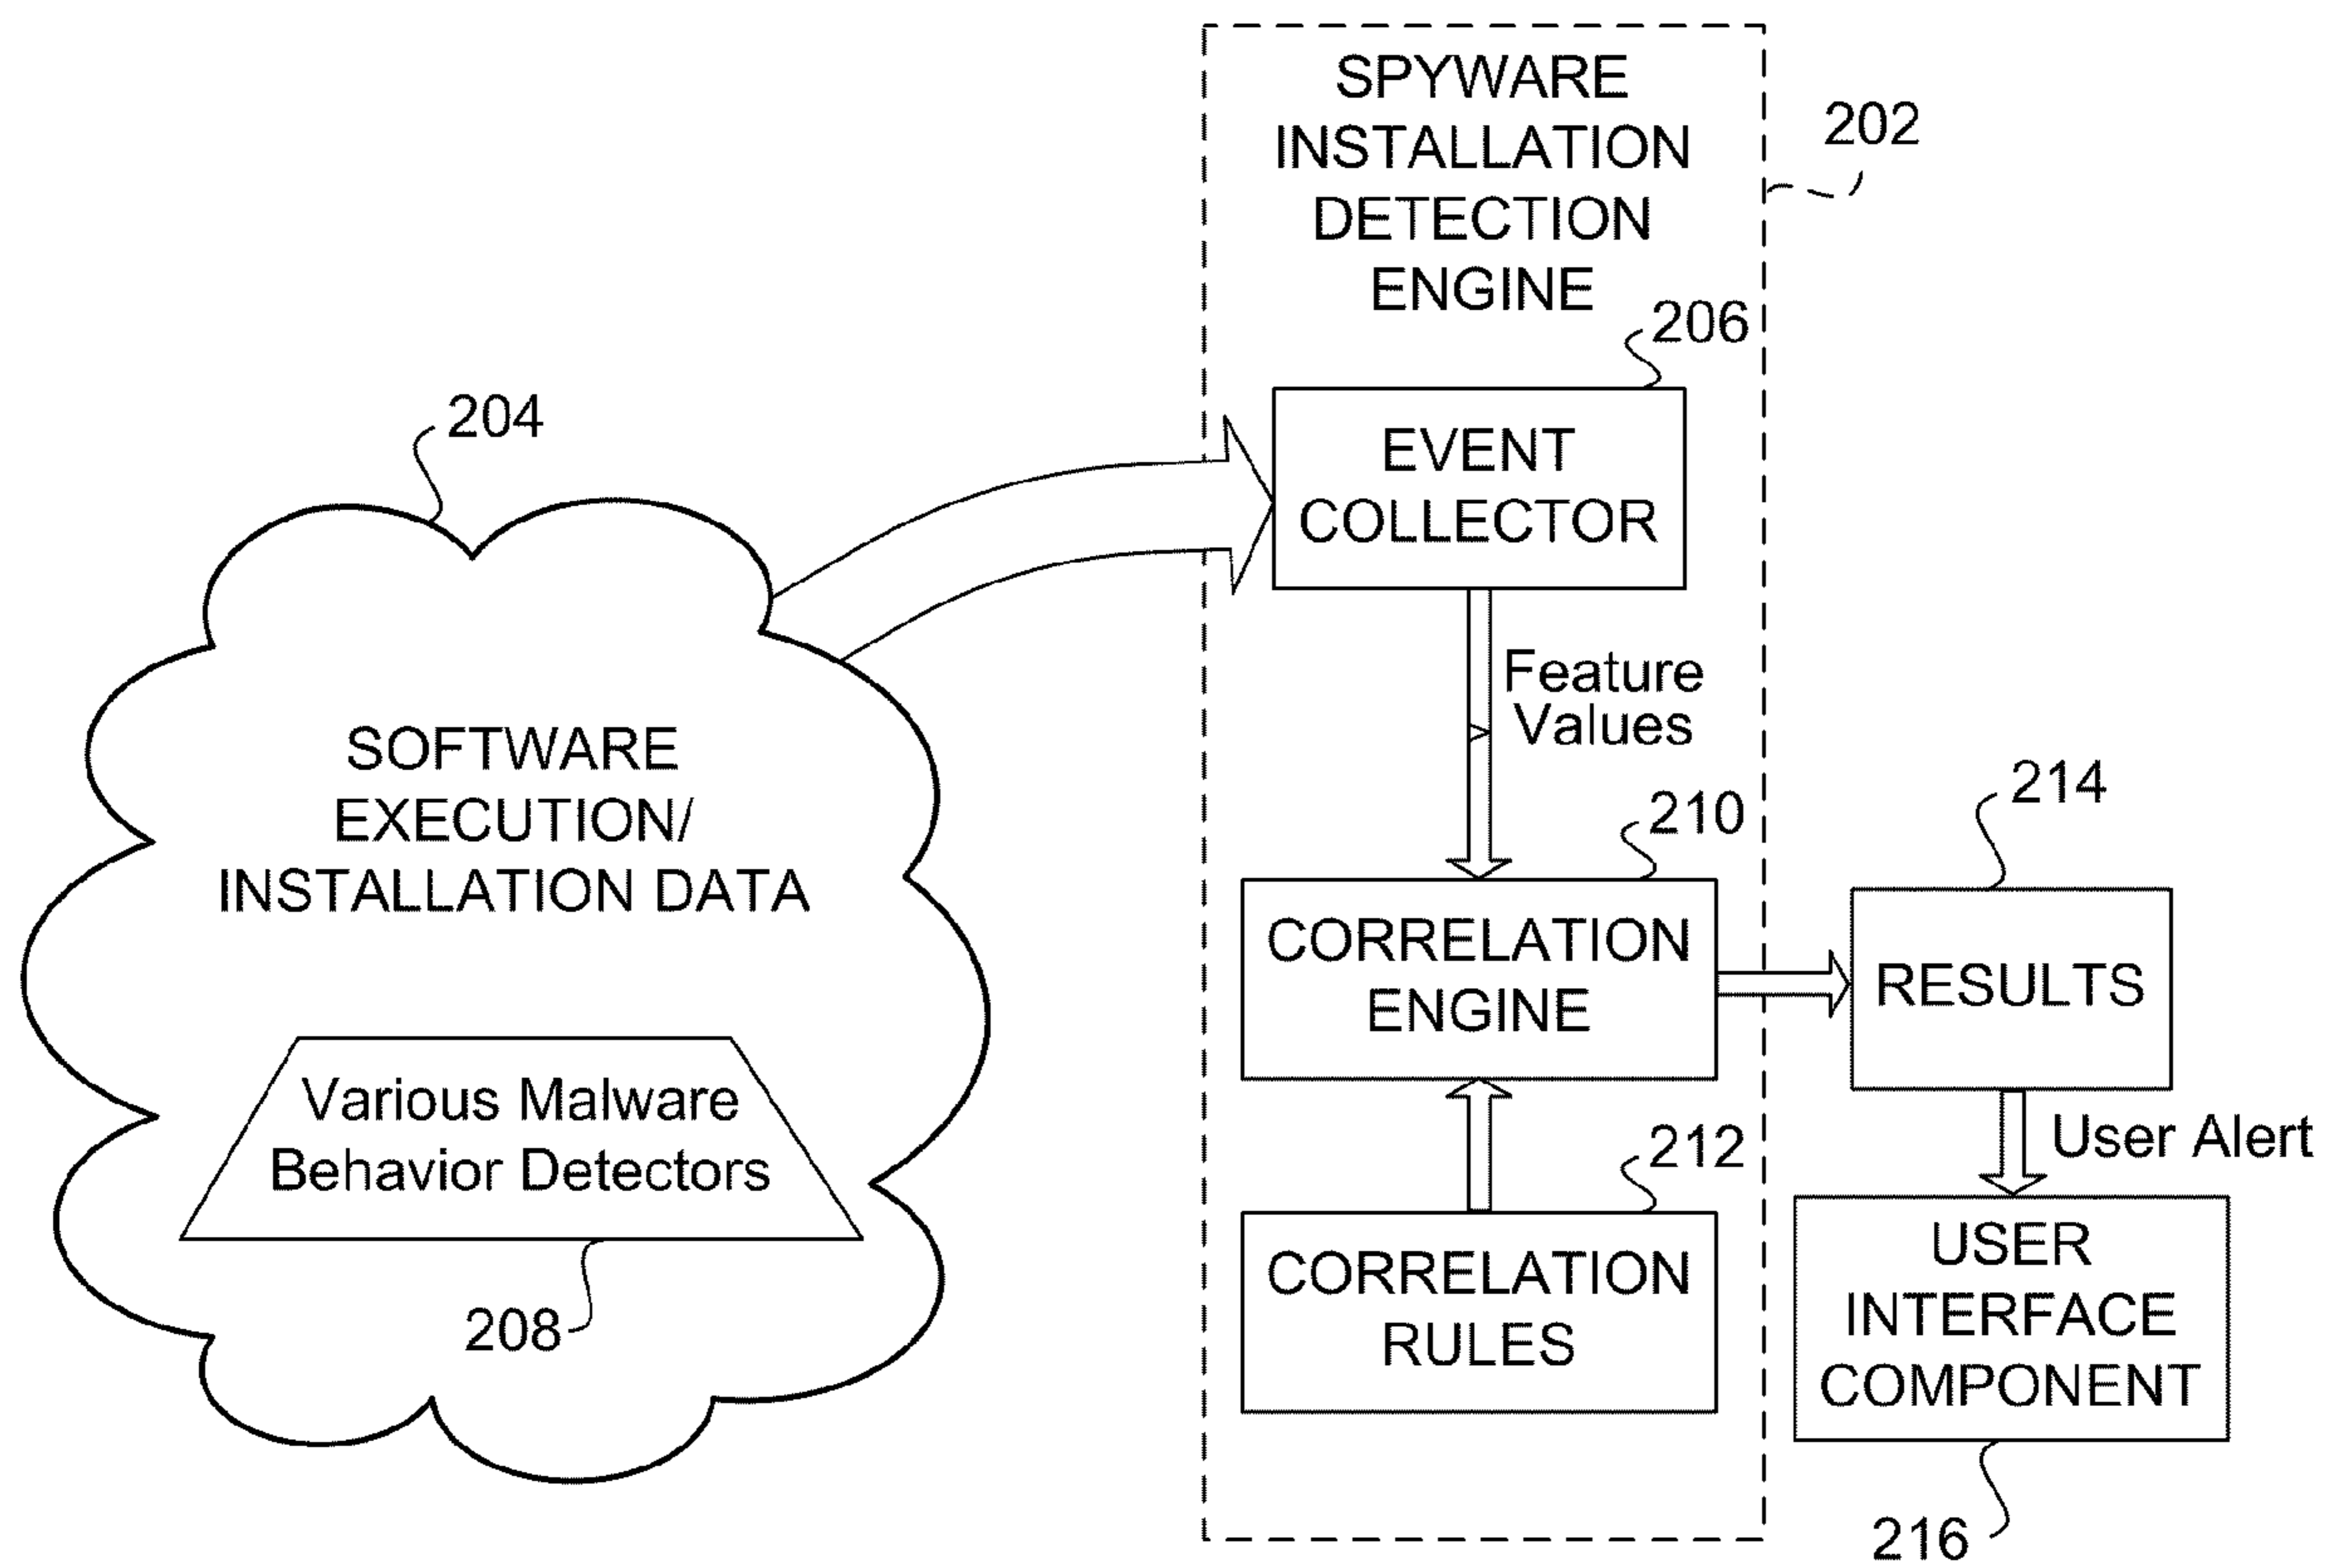 SPYWARE
INSTALLATION
DETECTION
ENGINE
202
206
EVENT
COLLECTOR
204
Feature
Values
SOFTWARE
EXECUTION/
INSTALLATION DATA
210
214
CORRELATION
ENGINE
RESULTS
Various Malware
Behavior Detectors
208
212
User Alert
CORRELATION
RULES
USER
INTERFACE
COMPONENT
216